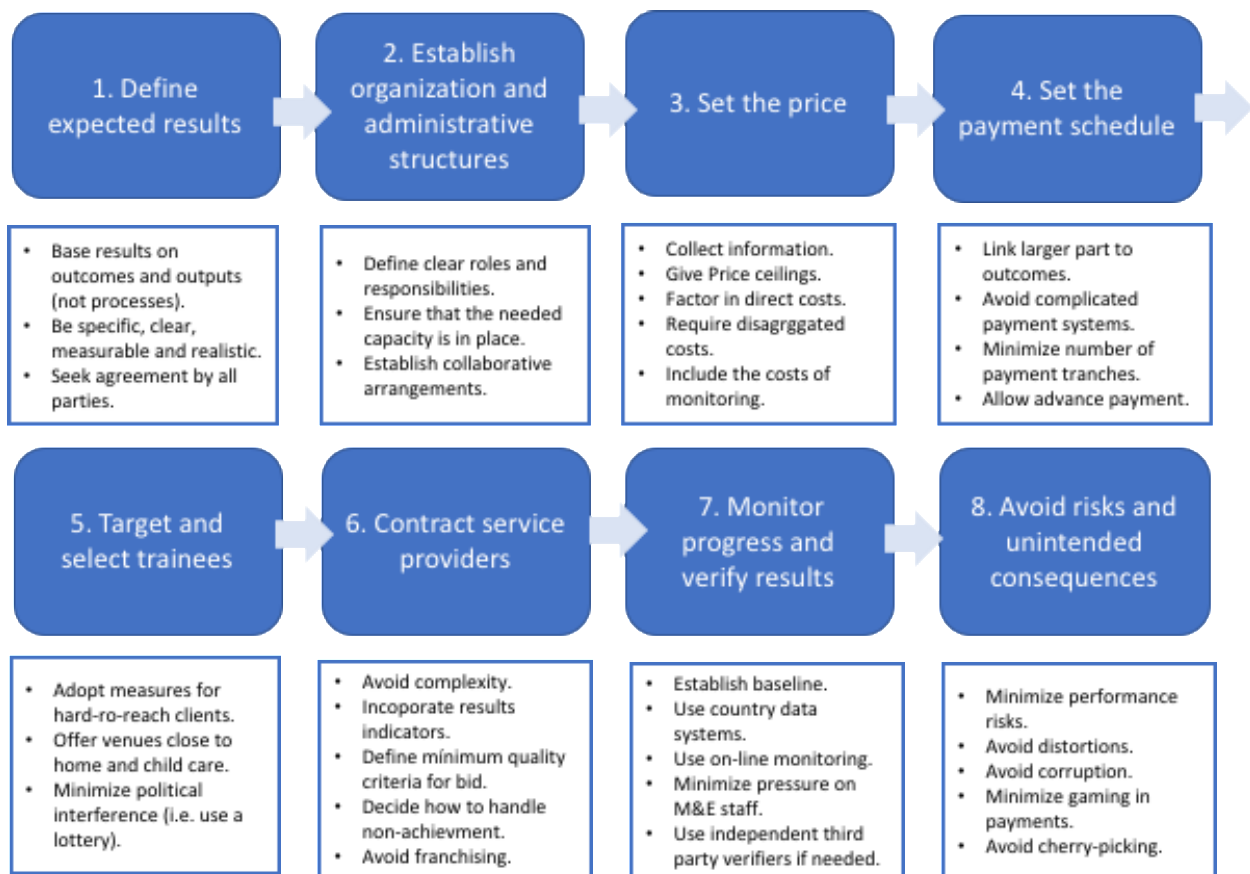 1. Define
expected results
2. Establish
organization and
administrative
structures
3. Set the price
4. Set the
payment schedule
• Base results on
outcomes and outputs
(not processes).
• Be specific, clear,
measurable and realistic.
• Seek agreement by all
parties.
• Define clear roles and
responsibilities.
• Ensure that the needed
capacity is in place.
• Establish collaborative
arrangements.
• Collect information.
• Give Price ceilings.
• Factor in direct costs.
• Require disagrggated
costs.
• Include the costs of
monitoring.
• Link larger part to
outcomes.
• Avoid complicated
payment systems.
• Minimize number of
payment tranches.
• Allow advance payment.
5. Target and
select trainees
6. Contract service
providers
7. Monitor
progress and
verify results
8. Avoid risks and
unintended
consequences
• Adopt measures for
hard-ro-reach clients.
• Offer venues close to
home and child care.
• Minimize political
interference (i.e. use a
lottery).
• Avoid complexity.
• Incoporate results
indicators.
• Define mínimum quality
criteria for bid.
• Decide how to handle
non-achievment.
• Avoid franchising.
• Establish baseline.
• Use country data
systems.
• Use on-line monitoring.
• Minimize pressure on
M&E staff.
• Use independent third
party verifiers if needed.
• Minimize performance
risks.
• Avoid distortions.
• Avoid corruption.
• Minimize gaming in
payments.
• Avoid cherry-picking.